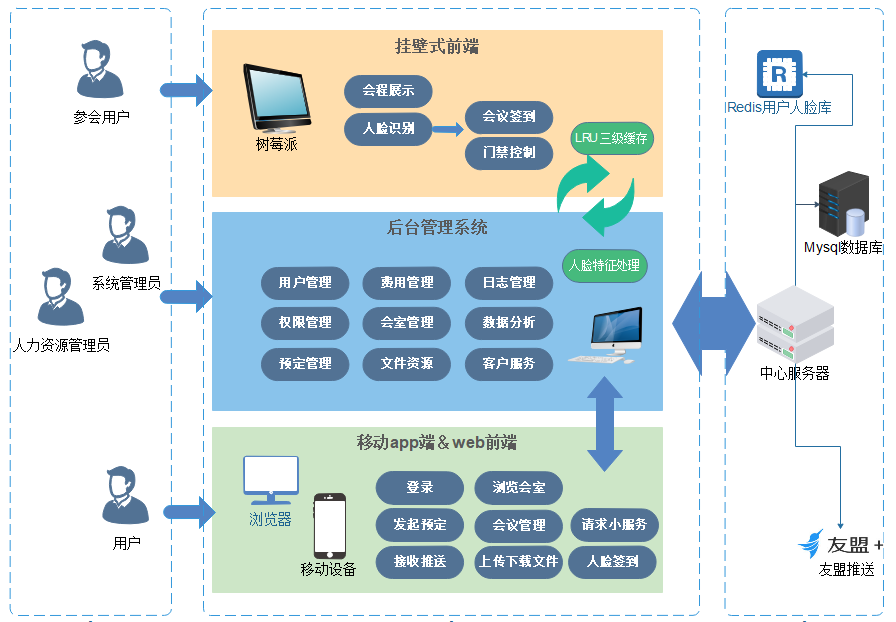 参会用户
系统管理员
人力资源管理员
用户
挂壁式前端
树莓派
会程展示
人脸识别
会议签到
门禁控制
LRU三级缓存
后台管理系统
人脸特征处理
用户管理
费用管理
日志管理
权限管理
会室管理
数据分析
预定管理
文件资源
客户服务
移动app端＆web前端
浏览器
移动设备
登录
浏览会室
发起预定
会议管理
请求小服务
接收推送
上传下载文件
人脸签到
R
Redis用户人脸库
Mysql数据库
中心服务器
友盟+
友盟推送